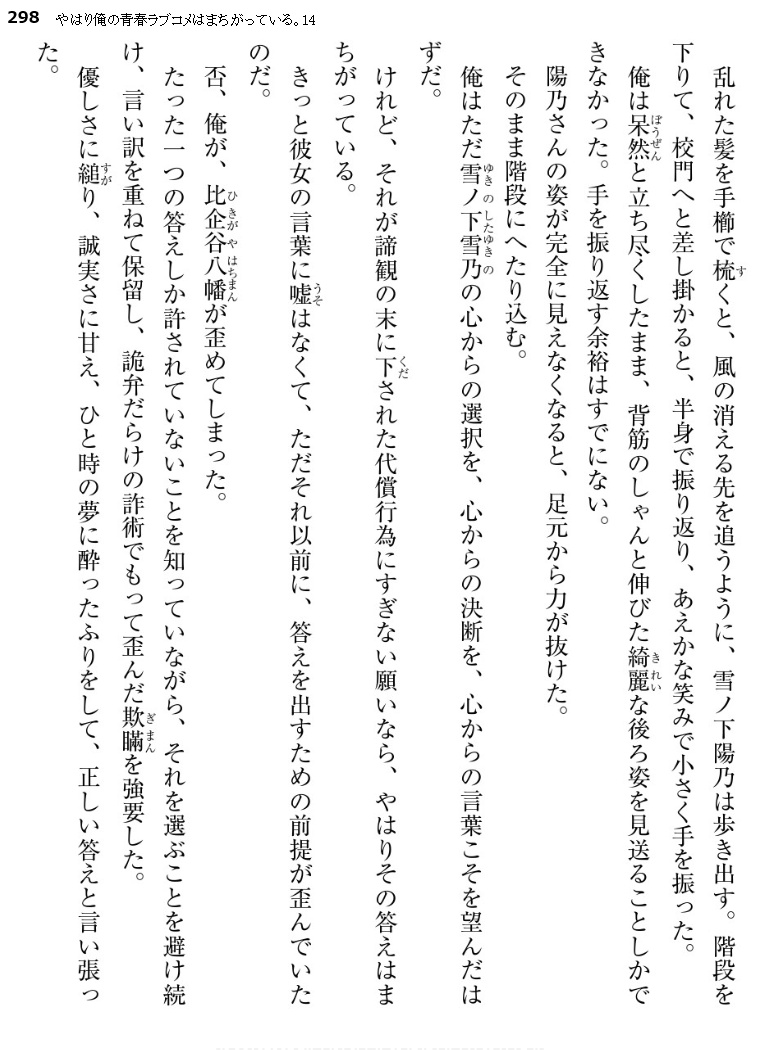 298 やはり俺の青春ラブコメはまちがっている。14
乱れた髪を手櫛で梳くと、風の消える先を追うように、雪ノ下陽乃は歩き出す。階段を
下りて、校門へと差し掛かると、半身で振り返り、あえかな笑みで小さく手を振った。
俺は呆然と立ち尽くしたまま、背筋のしゃんと伸びた綺麗な後ろ姿を見送ることしかで
きなかった。手を振り返す余裕はすでにない。
陽乃さんの姿が完全に見えなくなると、足元から力が抜けた。
そのまま階段にへたり込む。
俺はただ雪ノ下雪乃の心からの選択を、心からの決断を、心からの言葉こそを望んだは
ずだ。
けれど、それが諦観の末に下された代償行為にすぎない願いなら、やはりその答えはま
ちがっている。
きっと彼女の言葉に嘘はなくて、ただそれ以前に、答えを出すための前提が歪んでいた
のだ。
否、俺が、比企谷八幡が歪めてしまった。
たった一つの答えしか許されていないことを知っていながら、それを選ぶことを避け続
け、言い訳を重ねて保留し、詭弁だらけの詐術でもって歪んだ欺瞞を強要した。
優しさに縋り、誠実さに甘え、ひと時の夢に酔ったふりをして、正しい答えと言い張っ
た。